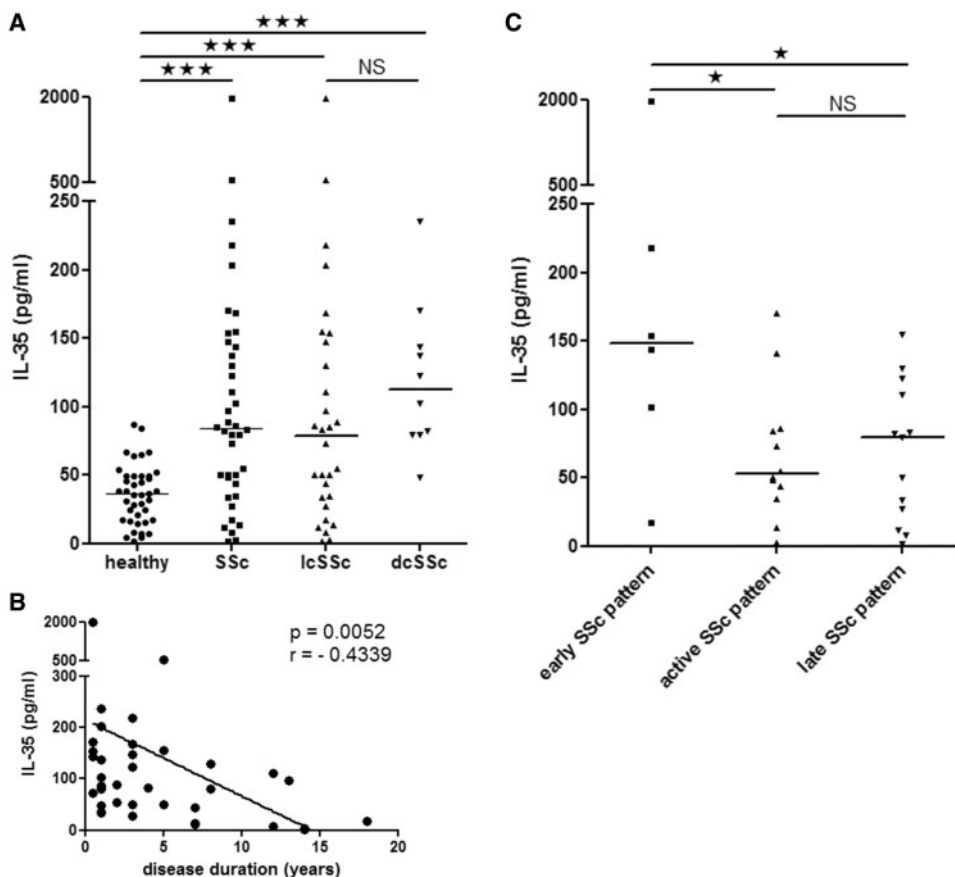 A
★★★
★★★
★★★ NS
2000
500
250
200
150
100
50
0
IL-35 (pg/ml)
healthy SSc lcSSc dcSSc
B
p = 0.0052
r = - 0.4339
2000
500
300
200
100
0
IL-35 (pg/ml)
0 5 10 15 20
disease duration (years)
C
★
★
NS
2000
500
250
200
150
100
50
0
IL-35 (pg/ml)
early SSc pattern
active SSc pattern
late SSc pattern